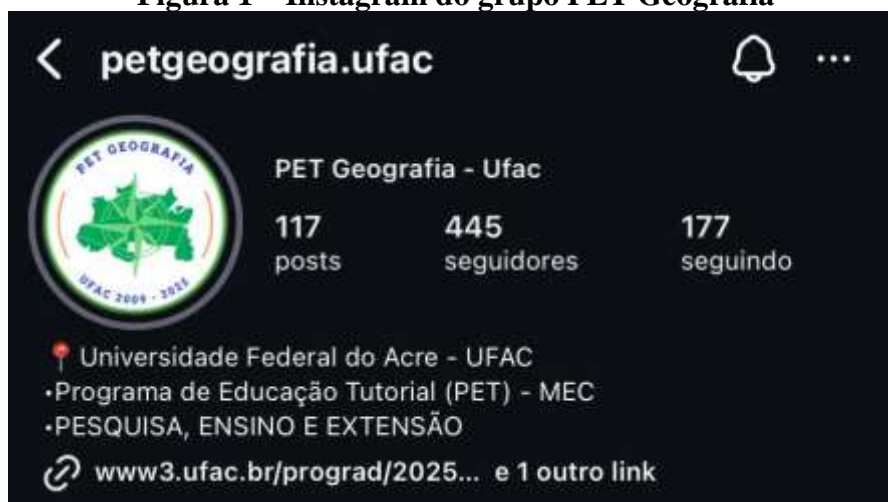 Figura 1 – Instagram do grupo PET Geografia
petgeografia.ufac
PET GEOGRAFIA
UFAC 2009 - 2025
PET Geografia - Ufac
117 445 177
posts seguidores seguindo
Universidade Federal do Acre - UFAC
•Programa de Educação Tutorial (PET) - MEC
•PESQUISA, ENSINO E EXTENSÃO
www3.ufac.br/prograd/2025... e 1 outro link